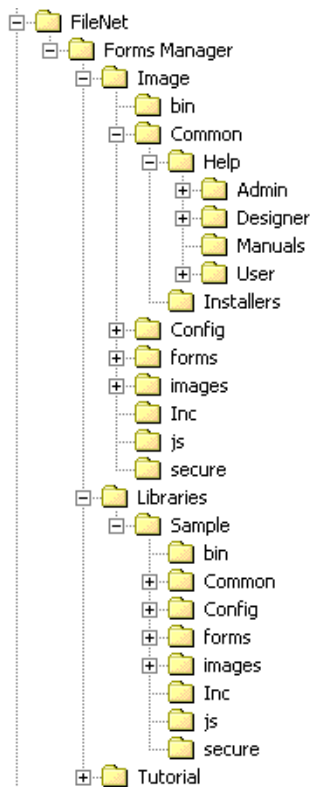 FileNet
Forms Manager
Image
bin
Common
Help
Admin
Designer
Manuals
User
Installers
Config
forms
images
Inc
js
secure
Libraries
Sample
bin
Common
Config
forms
images
Inc
js
secure
Tutorial